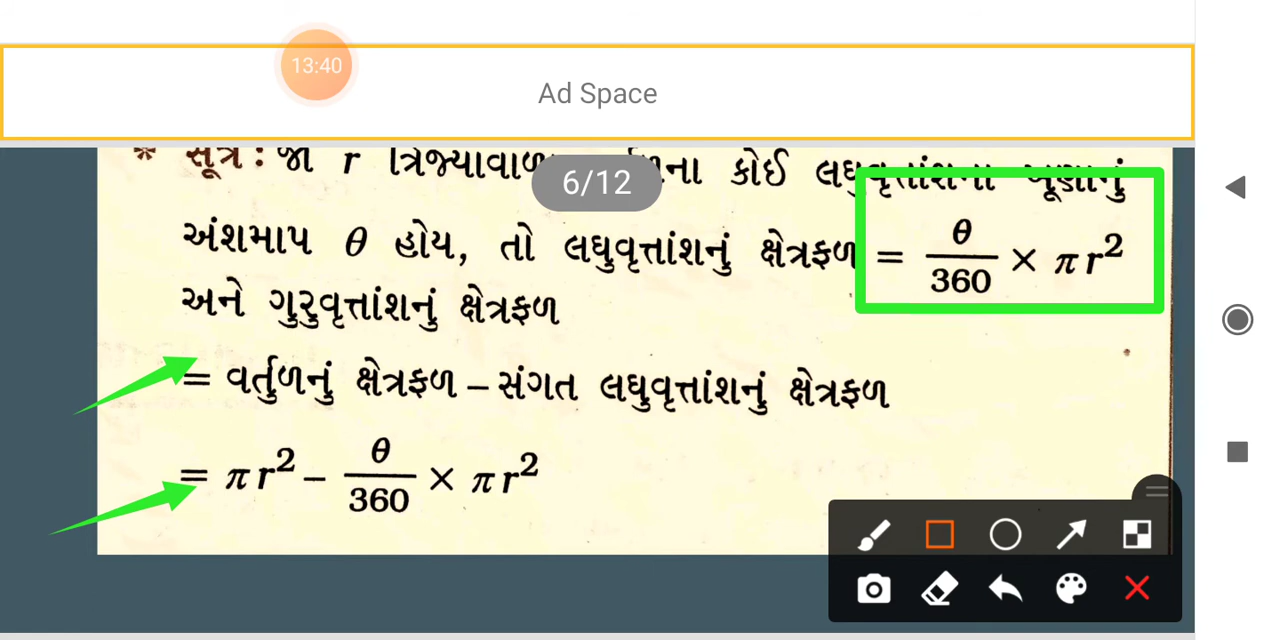 13:40
Ad Space
* સૂત્ર : જો r ત્રિજ્યાવાળા ના કોઈ લઘુવૃત્તાંશના ખૂણાનું
6/12
અંશમાપ θ હોય, તો લઘુવૃત્તાંશનું ક્ષેત્રફળ = θ/360 × πr²
અને ગુરુવૃત્તાંશનું ક્ષેત્રફળ
= વર્તુળનું ક્ષેત્રફળ – સંગત લઘુવૃત્તાંશનું ક્ષેત્રફળ
= πr² – θ/360 × πr²